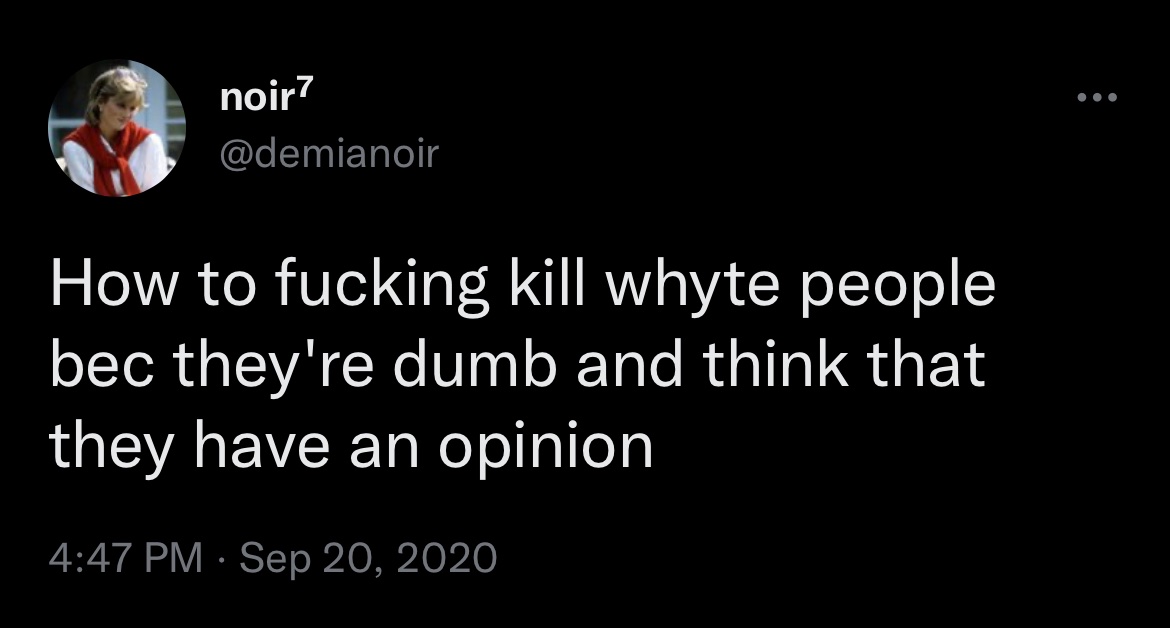 noir⁷
@demianoir
How to fucking kill whyte people
bec they're dumb and think that
they have an opinion
4:47 PM · Sep 20, 2020